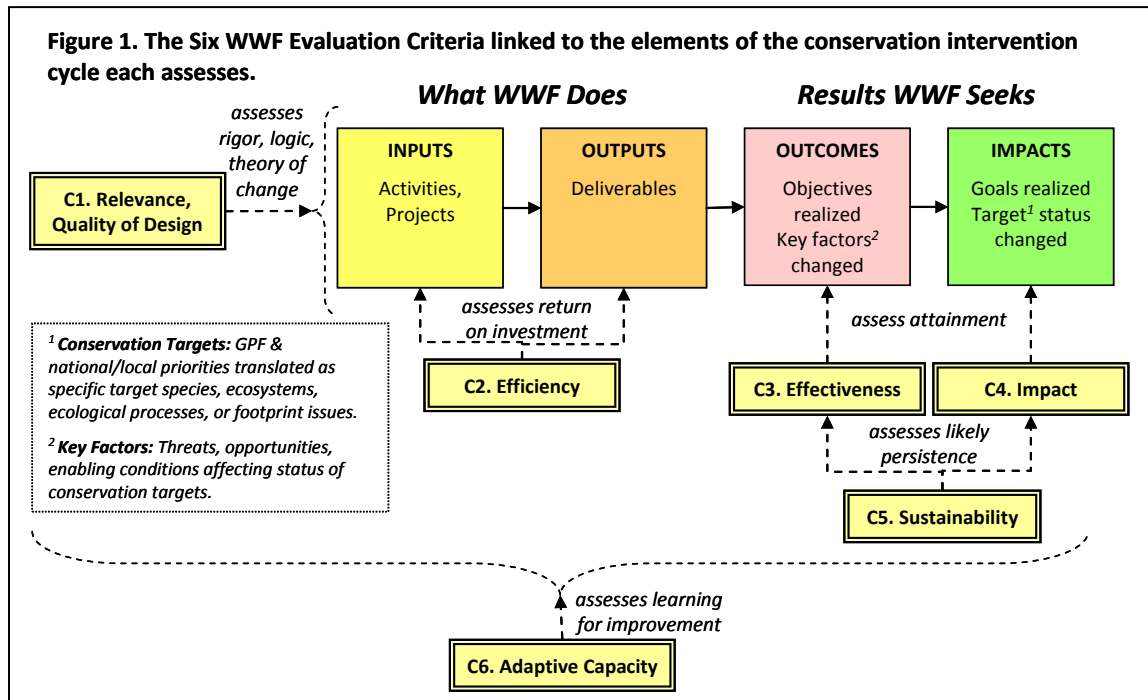 Figure 1. The Six WWF Evaluation Criteria linked to the elements of the conservation intervention
cycle each assesses.
What WWF Does
Results WWF Seeks
assesses
rigor, logic,
theory of
change
C1. Relevance,
Quality of Design
INPUTS
Activities,
Projects
OUTPUTS
Deliverables
OUTCOMES
Objectives
realized
Key factors²
changed
IMPACTS
Goals realized
Target¹ status
changed
assesses return
on investment
C2. Efficiency
assess attainment
C3. Effectiveness
C4. Impact
assesses likely
persistence
C5. Sustainability
¹ Conservation Targets: GPF &
national/local priorities translated as
specific target species, ecosystems,
ecological processes, or footprint issues.
² Key Factors: Threats, opportunities,
enabling conditions affecting status of
conservation targets.
assesses learning
for improvement
C6. Adaptive Capacity